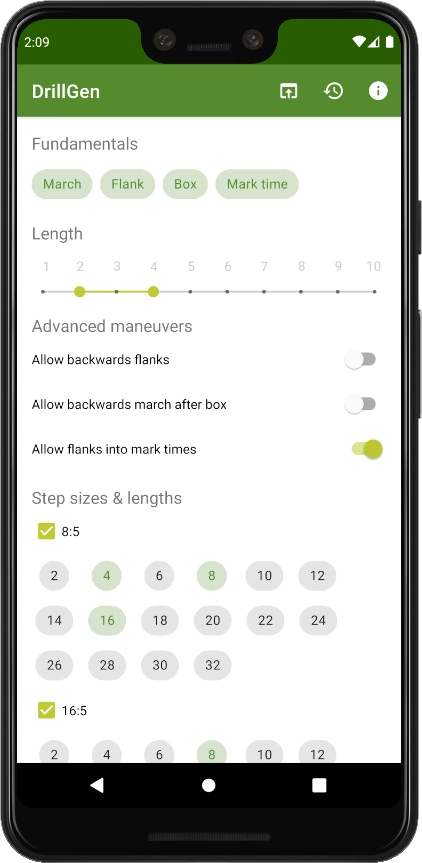 2:09
DrillGen
Fundamentals
March Flank Box Mark time
Length
1 2 3 4 5 6 7 8 9 10
Advanced maneuvers
Allow backwards flanks
Allow backwards march after box
Allow flanks into mark times
Step sizes & lengths
8:5
2 4 6 8 10 12
14 16 18 20 22 24
26 28 30 32
16:5
2 4 6 8 10 12